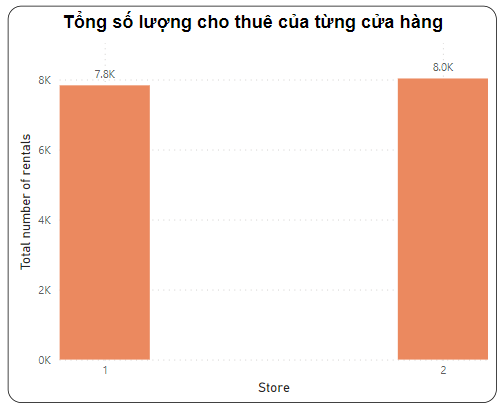 Tổng số lượng cho thuê của từng cửa hàng
Total number of rentals
8K
6K
4K
2K
0K
7.8K
8.0K
1
2
Store